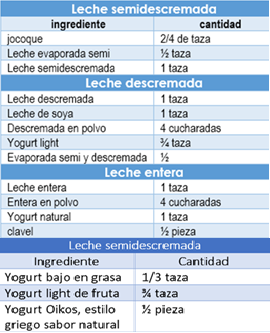 Leche semidescremada
ingrediente cantidad
jocoque 2/4 de taza
Leche evaporada semi ½ taza
Leche semidescremada 1 taza
Leche descremada
Leche descremada 1 taza
Leche de soya 1 taza
Descremada en polvo 4 cucharadas
Yogurt light ¾ taza
Evaporada semi y descremada ½
Leche entera
Leche entera 1 taza
Entera en polvo 4 cucharadas
Yogurt natural 1 taza
clavel ½ pieza
Leche semidescremada
Ingrediente Cantidad
Yogurt bajo en grasa 1/3 taza
Yogurt light de fruta ¾ taza
Yogurt Oikos, estilo ½ pieza
griego sabor natural